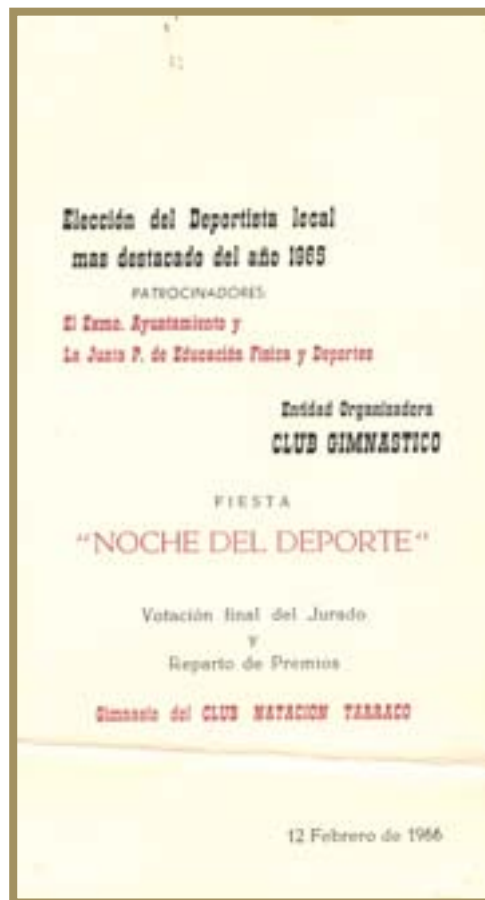 Elección del Deportista local
mas destacado del año 1965
PATROCINADORES:
El Exmo. Ayuntamiento y
La Junta P. de Educación Física y Deportes
Entidad Organizadora
CLUB GIMNASTICO
FIESTA
"NOCHE DEL DEPORTE"
Votación final del Jurado
y
Reparto de Premios
Gimnasio del CLUB NATACION TARRACO
12 Febrero de 1966